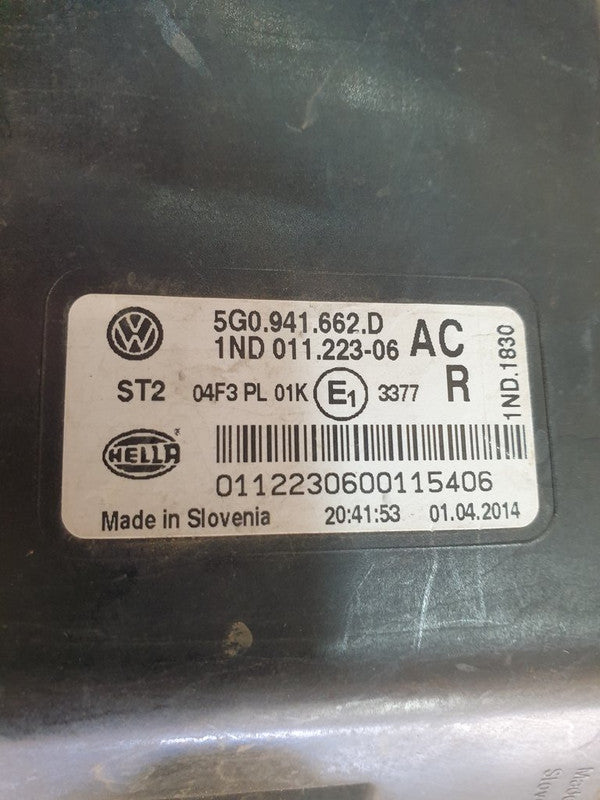 5G0.941.662.D
1ND 011.223-06
AC
ST2
04F3 PL 01K
E1
3377
R
1ND.1830
HELLA
0112230600115406
Made in Slovenia
20:41:53
01.04.2014